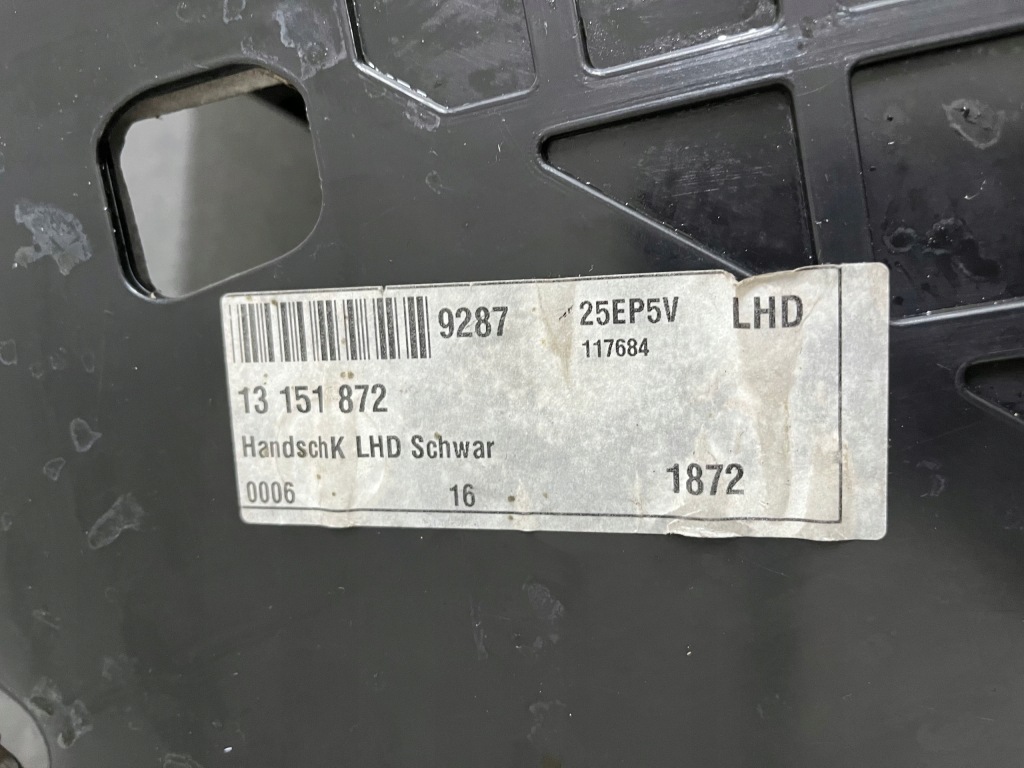 9287 25EP5V LHD
117684
13 151 872
HandschK LHD Schwar
0006 16 1872